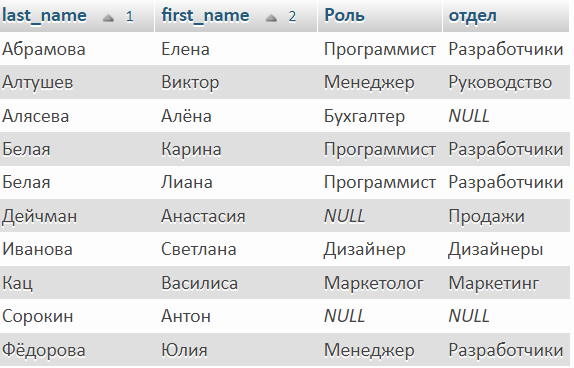 last_name 1 first_name 2 Роль отдел
Абрамова Елена Программист Разработчики
Алтушев Виктор Менеджер Руководство
Алясева Алёна Бухгалтер NULL
Белая Карина Программист Разработчики
Белая Лиана Программист Разработчики
Дейчман Анастасия NULL Продажи
Иванова Светлана Дизайнер Дизайнеры
Кац Василиса Маркетолог Маркетинг
Сорокин Антон NULL NULL
Фёдорова Юлия Менеджер Разработчики